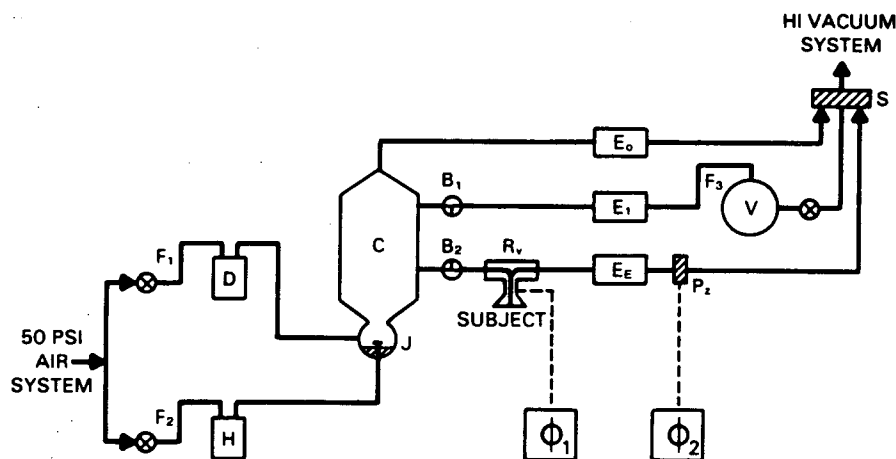 HI VACUUM
SYSTEM
S
E₀
B₁
F₃
E₁
V
C
B₂
Rᵥ
E_E
P_z
F₁
D
SUBJECT
50 PSI
AIR
SYSTEM
J
F₂
H
Φ₁
Φ₂